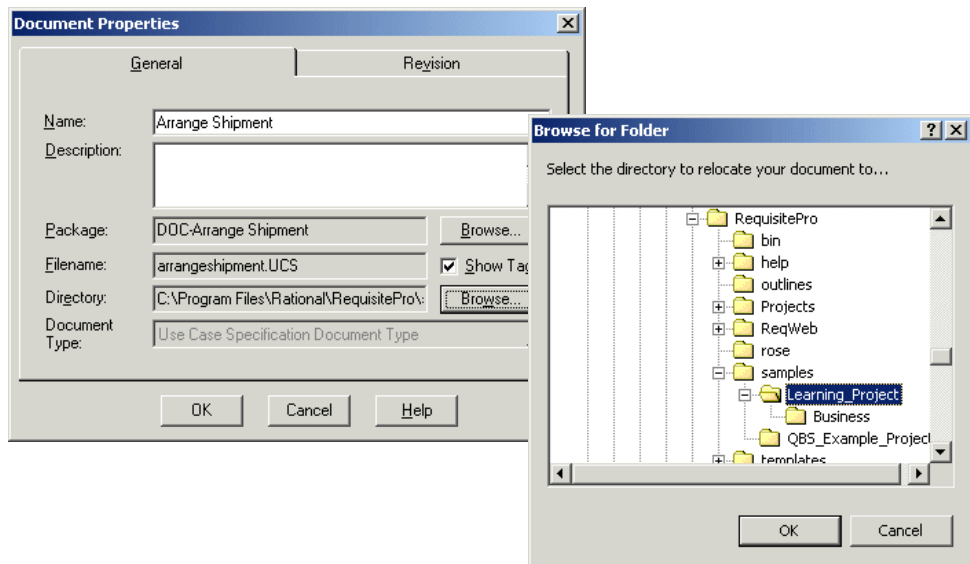 Document Properties
General
Revision
Name:
Arrange Shipment
Description:
Package:
DOC-Arrange Shipment
Browse...
Filename:
arrangeshipment.UCS
Show Tag
Directory:
C:\Program Files\Rational\RequisitePro\
Browse...
Document
Type:
Use Case Specification Document Type
OK
Cancel
Help
Browse for Folder
Select the directory to relocate your document to...
RequisitePro
bin
help
outlines
Projects
ReqWeb
rose
samples
Learning_Project
Business
QBS_Example_Project
templates
OK
Cancel